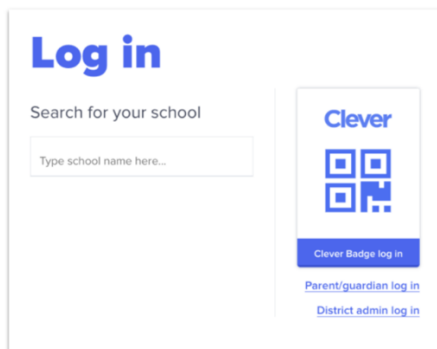 Log in
Search for your school
Type school name here...
Clever
Clever Badge log in
Parent/guardian log in
District admin log in